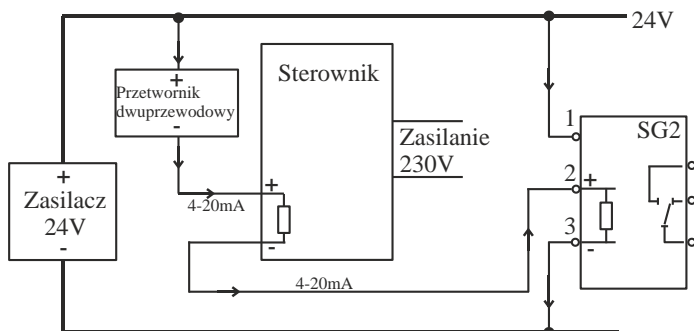 24V
+
Przetwornik
dwuprzewodowy
-
Sterownik
Zasilanie
230V
1
SG2
+
Zasilacz
24V
-
+
4-20mA
-
2
+
3
-
4-20mA